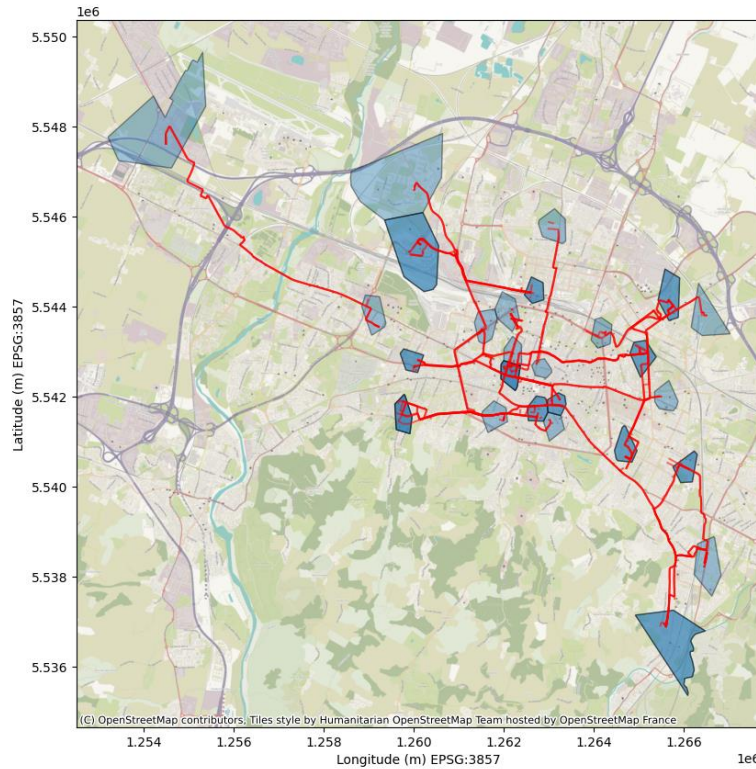 1e6
5.550
5.548
5.546
5.544
5.542
5.540
5.538
5.536
Latitude (m) EPSG:3857
(C) OpenStreetMap contributors. Tiles style by Humanitarian OpenStreetMap Team hosted by OpenStreetMap France
1.254 1.256 1.258 1.260 1.262 1.264 1.266
Longitude (m) EPSG:3857
1e6